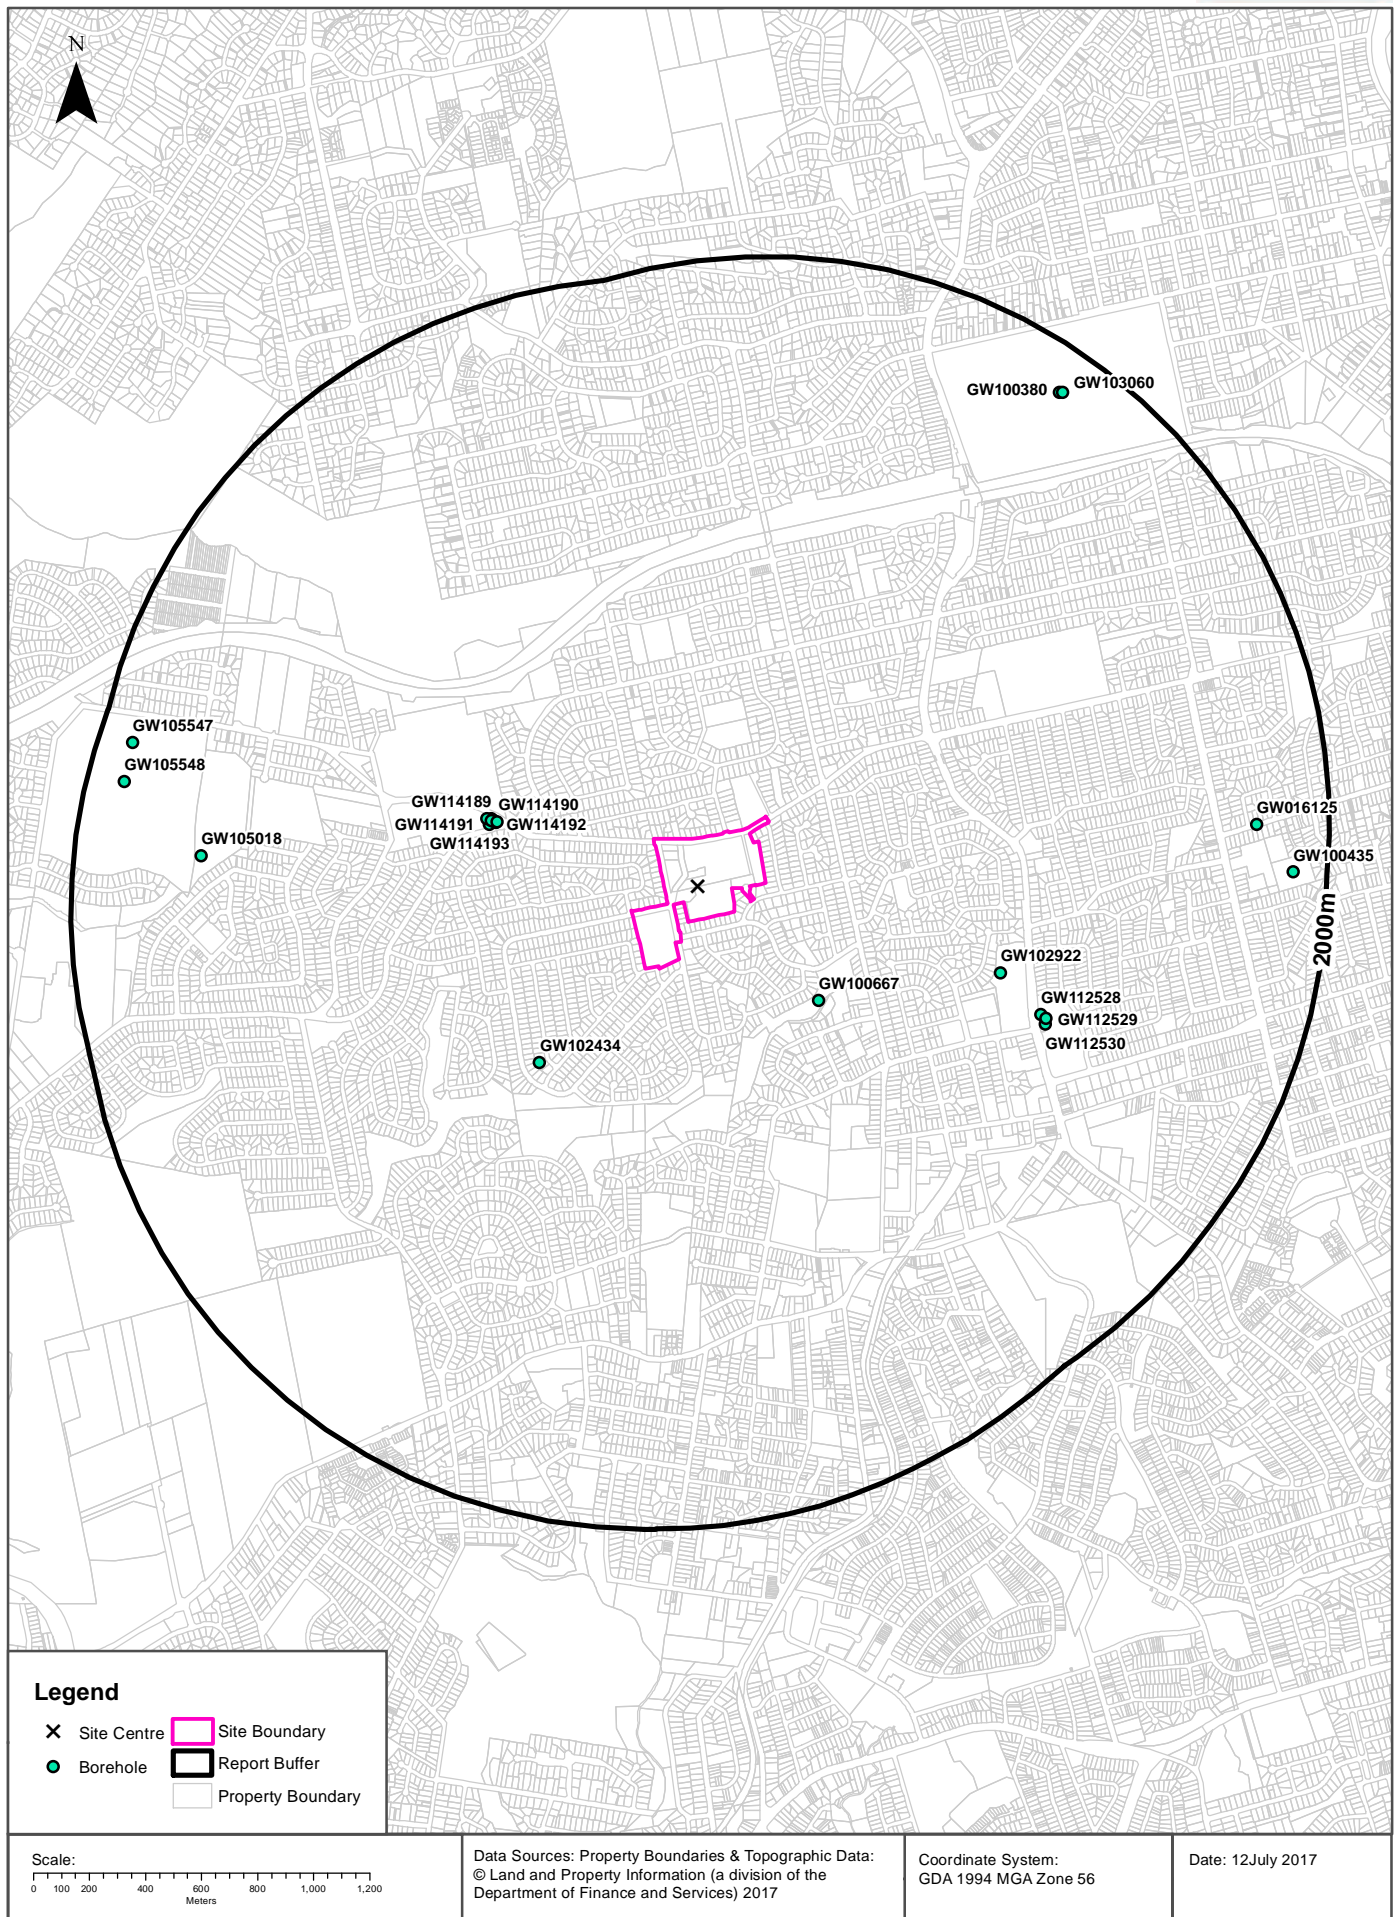 N
GW100380
GW103060
GW105547
GW105548
GW114189
GW114190
GW114191
GW114192
GW114193
GW016125
GW105018
GW100435
2000m
GW102922
GW100667
GW112528
GW112529
GW112530
GW102434
Legend
Site Centre
Site Boundary
Borehole
Report Buffer
Property Boundary
Scale:
0 100 200 400 600 800 1,000 1,200
Meters
Data Sources: Property Boundaries & Topographic Data:
© Land and Property Information (a division of the
Department of Finance and Services) 2017
Coordinate System:
GDA 1994 MGA Zone 56
Date: 12July 2017